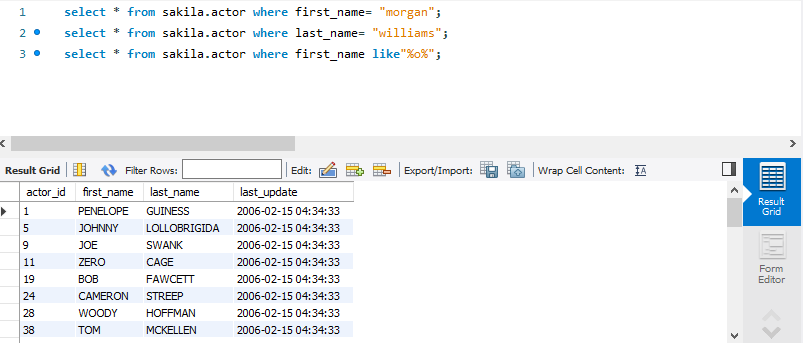 1 select * from sakila.actor where first_name= "morgan";
2 select * from sakila.actor where last_name= "williams";
3 select * from sakila.actor where first_name like"%o%";
Result Grid Filter Rows: Edit: Export/Import: Wrap Cell Content:
actor_id first_name last_name last_update
1 PENELOPE GUINESS 2006-02-15 04:34:33
5 JOHNNY LOLLOBRIGIDA 2006-02-15 04:34:33
9 JOE SWANK 2006-02-15 04:34:33
11 ZERO CAGE 2006-02-15 04:34:33
19 BOB FAWCETT 2006-02-15 04:34:33
24 CAMERON STREEP 2006-02-15 04:34:33
28 WOODY HOFFMAN 2006-02-15 04:34:33
38 TOM MCKELLEN 2006-02-15 04:34:33
Result
Grid
Form
Editor